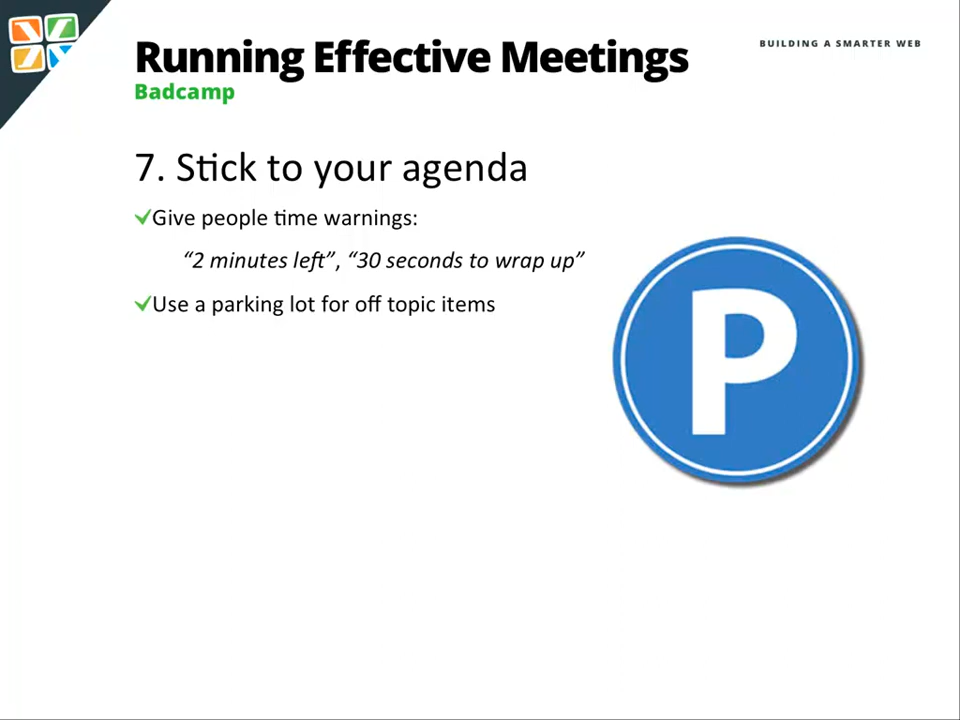 Running Effective Meetings
BUILDING A SMARTER WEB
Badcamp
7. Stick to your agenda
Give people time warnings:
“2 minutes left”, “30 seconds to wrap up”
Use a parking lot for off topic items
P